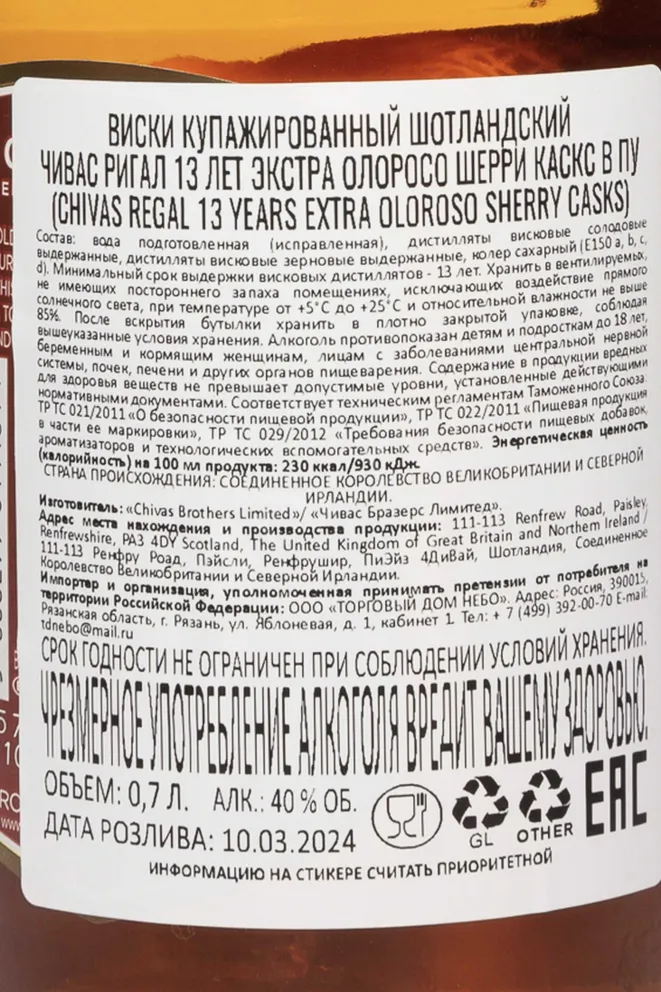 ВИСКИ КУПАЖИРОВАННЫЙ ШОТЛАНДСКИЙ
ЧИВАС РИГАЛ 13 ЛЕТ ЭКСТРА ОЛОРОСО ШЕРРИ КАСКС В ПУ
(CHIVAS REGAL 13 YEARS EXTRA OLOROSO SHERRY CASKS)
Состав: вода подготовленная (исправленная), дистилляты висковые солодовые
выдержанные, дистилляты висковые зерновые выдержанные, колер сахарный (E150 a, b, c,
d). Минимальный срок выдержки висковых дистиллятов - 13 лет. Хранить в вентилируемых,
не имеющих постороннего запаха помещениях, исключающих воздействие прямого
солнечного света, при температуре от +5°С до +25°С и относительной влажности не выше
85%. После вскрытия бутылки хранить в плотно закрытой упаковке, соблюдая
вышеуказанные условия хранения. Алкоголь противопоказан детям и подросткам до 18 лет,
беременным и кормящим женщинам, лицам с заболеваниями центральной нервной
системы, почек, печени и других органов пищеварения. Содержание в продукции вредных
для здоровья веществ не превышает допустимые уровни, установленные действующими
нормативными документами. Соответствует техническим регламентам Таможенного Союза:
ТР ТС 021/2011 «О безопасности пищевой продукции», ТР ТС 022/2011 «Пищевая продукция
в части ее маркировки», ТР ТС 029/2012 «Требования безопасности пищевых добавок,
ароматизаторов и технологических вспомогательных средств». Энергетическая ценность
(калорийность) на 100 мл продукта: 230 ккал/930 кДж.
СТРАНА ПРОИСХОЖДЕНИЯ: СОЕДИНЕННОЕ КОРОЛЕВСТВО ВЕЛИКОБРИТАНИИ И СЕВЕРНОЙ
ИРЛАНДИИ.
Изготовитель: «Chivas Brothers Limited»/ «Чивас Бразерс Лимитед».
Адрес места нахождения и производства продукции: 111-113 Renfrew Road, Paisley,
Renfrewshire, PA3 4DY Scotland, The United Kingdom of Great Britain and Northern Ireland /
111-113 Ренфру Роад, Пэйсли, Ренфрушир, ПиЭйз 4ДиВай, Шотландия, Соединенное
Королевство Великобритании и Северной Ирландии.
Импортер и организация, уполномоченная принимать претензии от потребителя на
территории Российской Федерации: ООО «ТОРГОВЫЙ ДОМ НЕБО». Адрес: Россия, 390015,
Рязанская область, г. Рязань, ул. Яблоневая, д. 1, кабинет 1. Тел: + 7 (499) 392-00-70 E-mail:
tdnebo@mail.ru
СРОК ГОДНОСТИ НЕ ОГРАНИЧЕН ПРИ СОБЛЮДЕНИИ УСЛОВИЙ ХРАНЕНИЯ.
ЧРЕЗМЕРНОЕ УПОТРЕБЛЕНИЕ АЛКОГОЛЯ ВРЕДИТ ВАШЕМУ ЗДОРОВЬЮ.
ОБЪЕМ: 0,7 Л. АЛК.: 40 % ОБ.
ДАТА РОЗЛИВА: 10.03.2024
GL OTHER EAC
ИНФОРМАЦИЮ НА СТИКЕРЕ СЧИТАТЬ ПРИОРИТЕТНОЙ